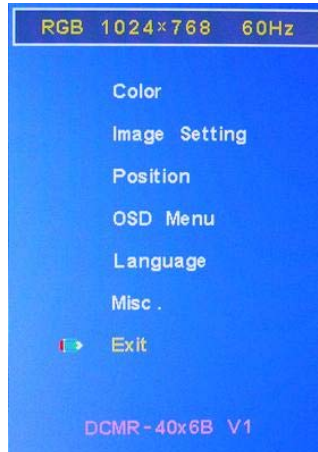 RGB 1024×768 60Hz
Color
Image Setting
Position
OSD Menu
Language
Misc.
Exit
DCMR-40x6B V1